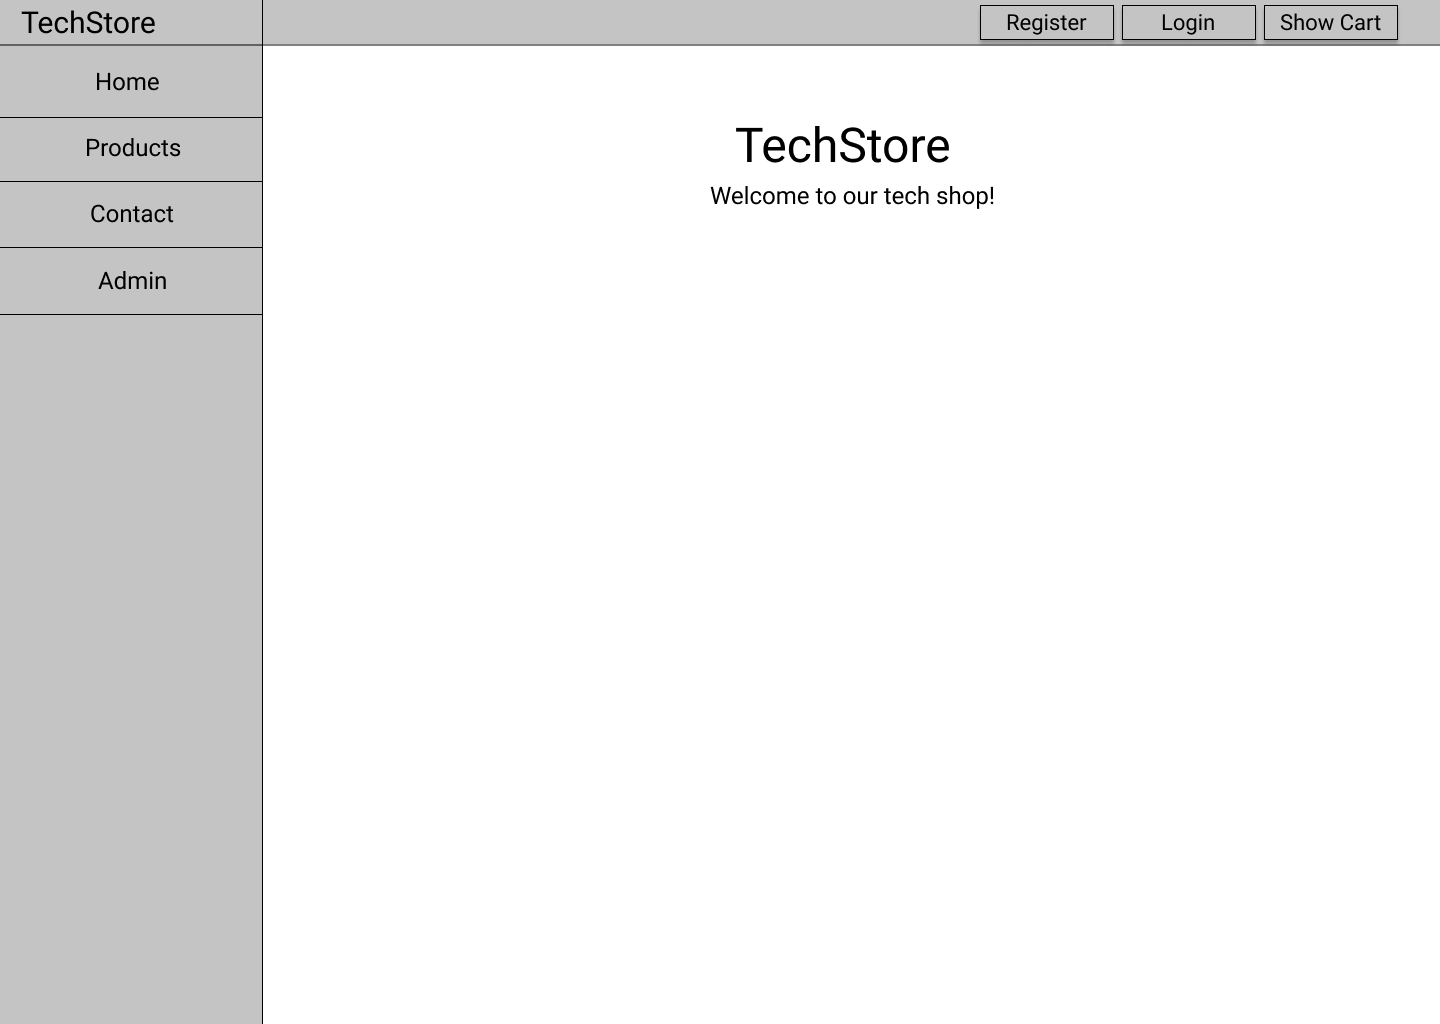 TechStore
Register
Login
Show Cart
Home
Products
Contact
Admin
TechStore
Welcome to our tech shop!